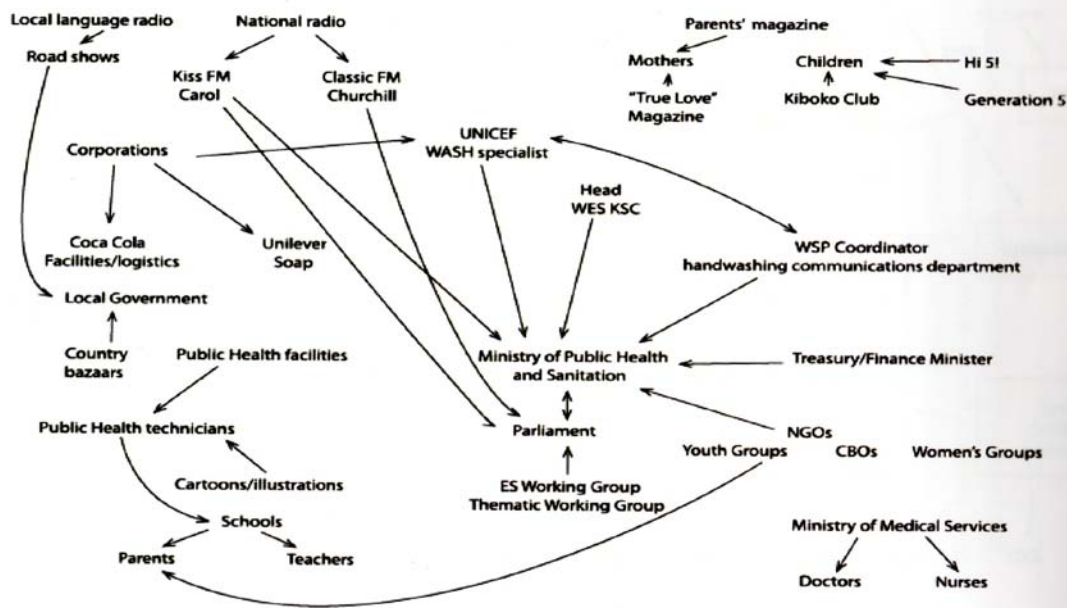 Local language radio
National radio
Parents' magazine
Road shows
Kiss FM
Carol
Classic FM
Churchill
Mothers
Children
Hi 5!
"True Love"
Magazine
Kiboko Club
Generation 5
Corporations
UNICEF
WASH specialist
Head
WES KSC
Coca Cola
Facilities/logistics
Unilever
Soap
WSP Coordinator
handwashing communications department
Local Government
Country
bazaars
Public Health facilities
Ministry of Public Health
and Sanitation
Treasury/Finance Minister
Public Health technicians
Parliament
NGOs
Youth Groups
CBOs
Women's Groups
Cartoons/illustrations
ES Working Group
Thematic Working Group
Schools
Parents
Teachers
Ministry of Medical Services
Doctors
Nurses